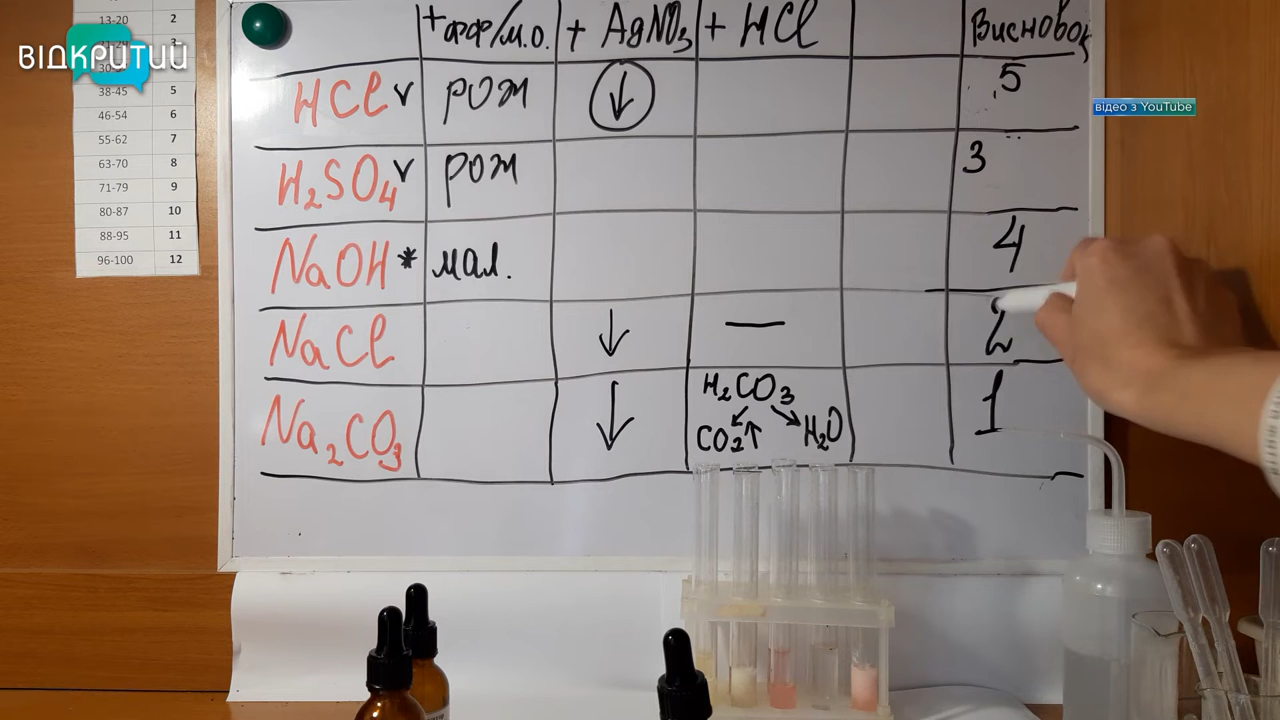 13-20 2
ВІДКРИТИЙ
38-45 5
46-54 6
55-62 7
63-70 8
71-79 9
80-87 10
88-95 11
96-100 12
+ фф/м.о. + AgNO₃ + HCl Висновок
HCl v рож ↓ 5
H₂SO₄ v рож 3
NaOH * мал. 4
NaCl ↓ — 2
Na₂CO₃ ↓ H₂CO₃ 1
CO₂↑ H₂O
відео з YouTube